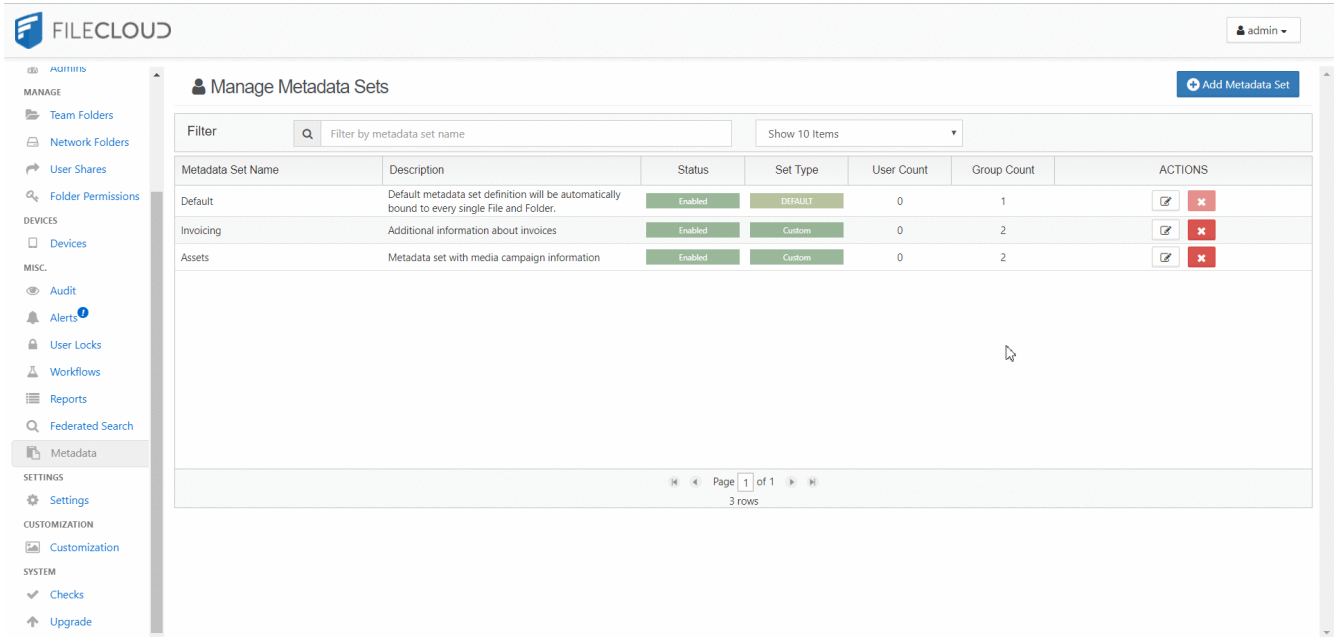 FILECLOUD
admin
Admins
MANAGE
Team Folders
Network Folders
User Shares
Folder Permissions
DEVICES
Devices
MISC.
Audit
Alerts
User Locks
Workflows
Reports
Federated Search
Metadata
SETTINGS
Settings
CUSTOMIZATION
Customization
SYSTEM
Checks
Upgrade
Manage Metadata Sets
Add Metadata Set
Filter
Filter by metadata set name
Show 10 Items
Metadata Set Name Description Status Set Type User Count Group Count ACTIONS
Default Default metadata set definition will be automatically Enabled DEFAULT 0 1
bound to every single File and Folder.
Invoicing Additional information about invoices Enabled Custom 0 2
Assets Metadata set with media campaign information Enabled Custom 0 2
Page 1 of 1
3 rows